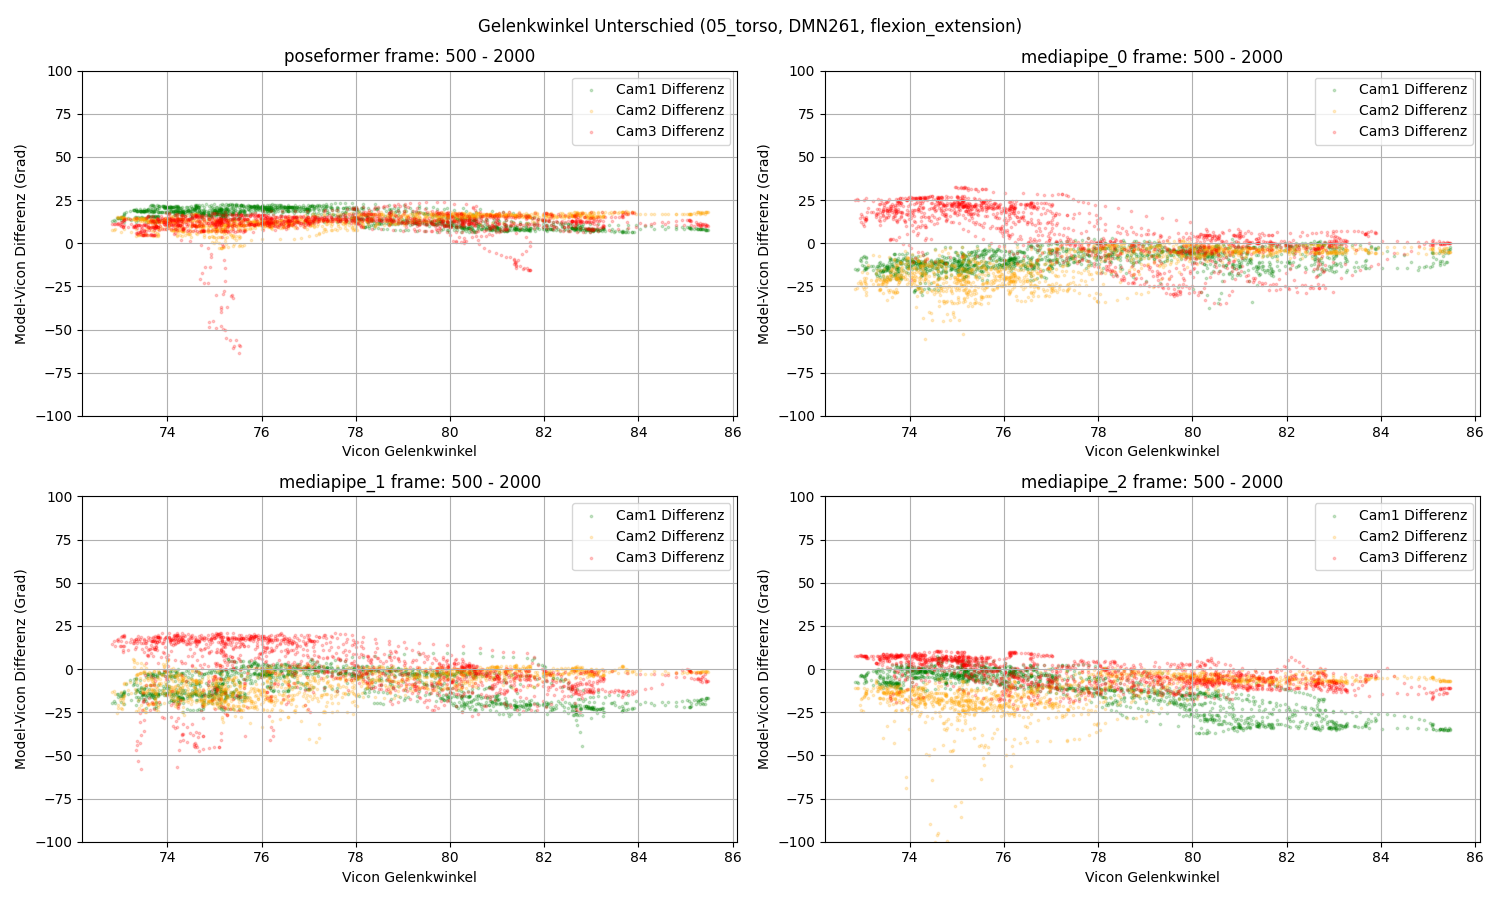 Gelenkwinkel Unterschied (05_torso, DMN261, flexion_extension)
poseformer frame: 500 - 2000
100
75
50
25
0
−25
−50
−75
−100
Model-Vicon Differenz (Grad)
Cam1 Differenz
Cam2 Differenz
Cam3 Differenz
74
76
78
80
82
84
86
Vicon Gelenkwinkel
mediapipe_0 frame: 500 - 2000
100
75
50
25
0
−25
−50
−75
−100
Model-Vicon Differenz (Grad)
Cam1 Differenz
Cam2 Differenz
Cam3 Differenz
74
76
78
80
82
84
86
Vicon Gelenkwinkel
mediapipe_1 frame: 500 - 2000
100
75
50
25
0
−25
−50
−75
−100
Model-Vicon Differenz (Grad)
Cam1 Differenz
Cam2 Differenz
Cam3 Differenz
74
76
78
80
82
84
86
Vicon Gelenkwinkel
mediapipe_2 frame: 500 - 2000
100
75
50
25
0
−25
−50
−75
−100
Model-Vicon Differenz (Grad)
Cam1 Differenz
Cam2 Differenz
Cam3 Differenz
74
76
78
80
82
84
86
Vicon Gelenkwinkel